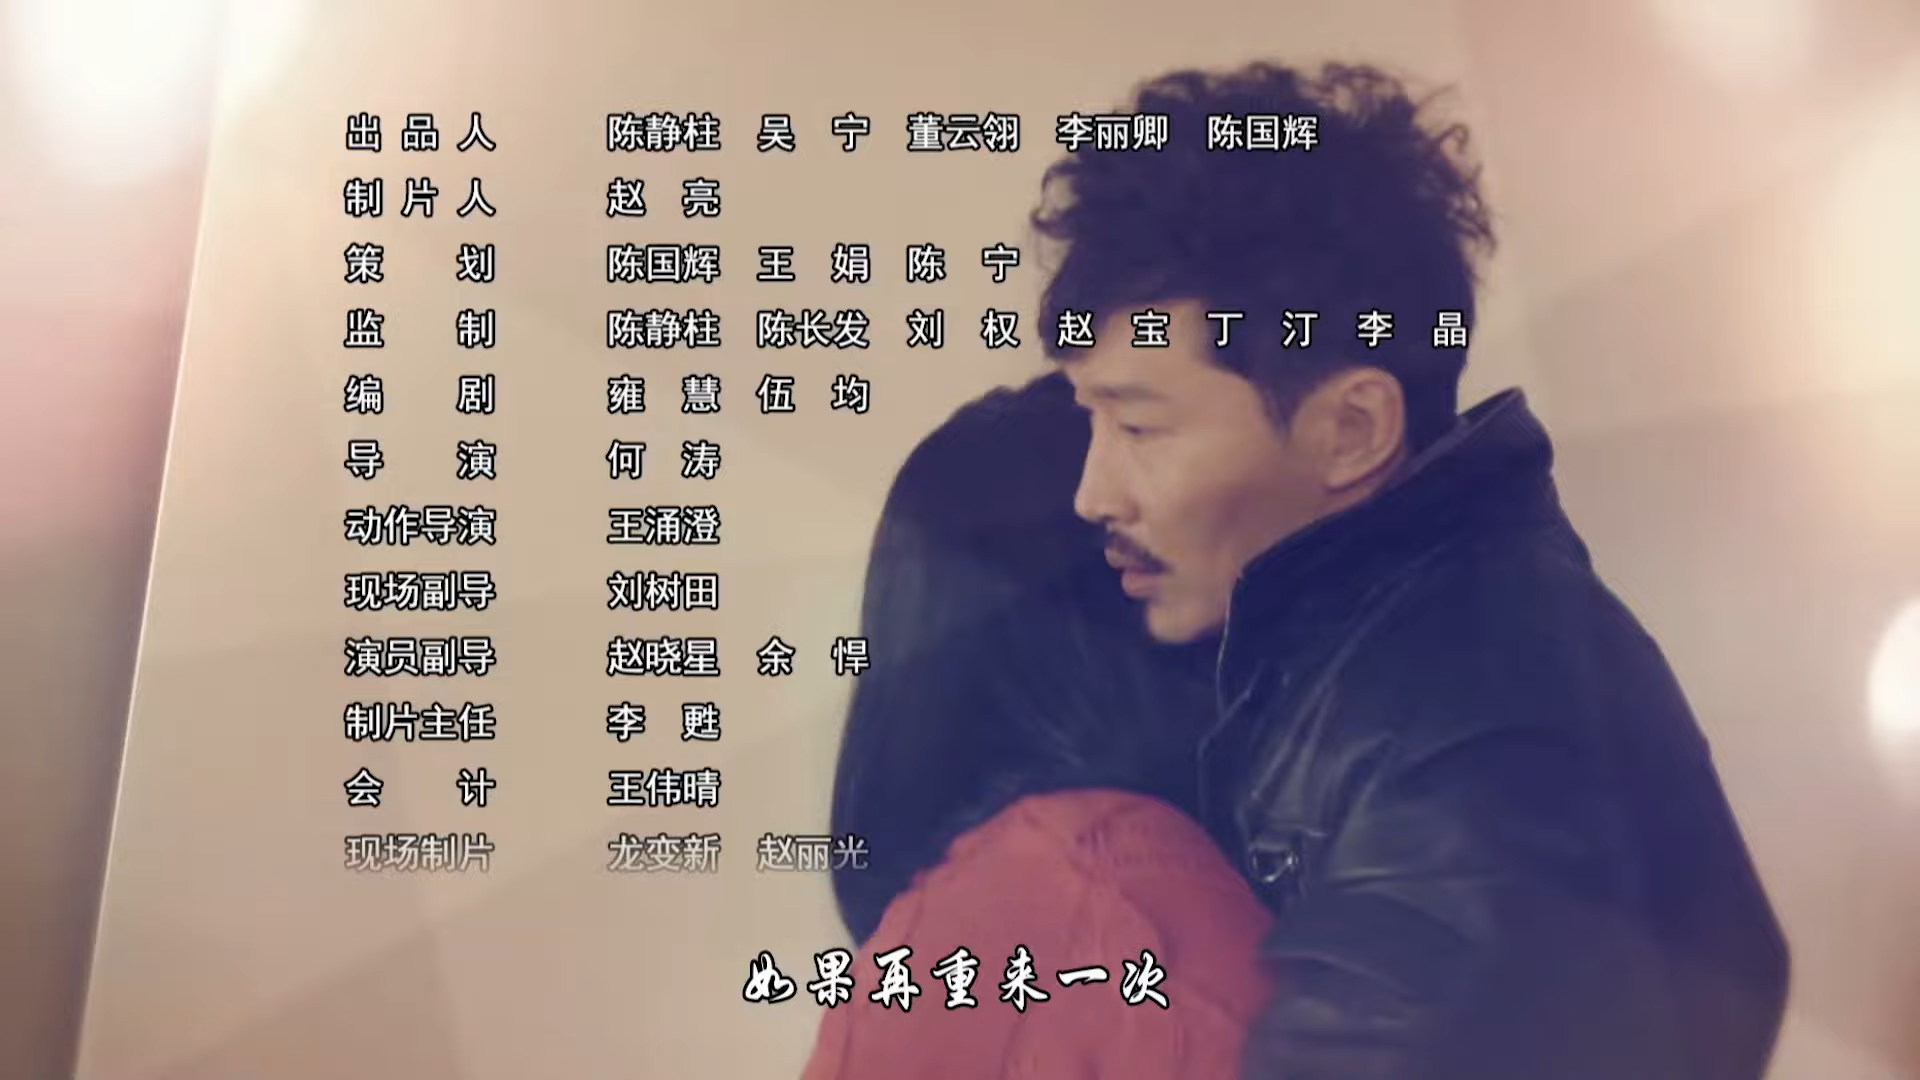 出品人 陈静柱 吴宁 董云翎 李丽卿 陈国辉
制片人 赵亮
策划 陈国辉 王娟 陈宁
监制 陈静柱 陈长发 刘权 赵宝 丁汀 李晶
编剧 雍慧 伍均
导演 何涛
动作导演 王涌澄
现场副导 刘树田
演员副导 赵晓星 余悍
制片主任 李甦
会计 王伟晴
现场制片 龙变新 赵丽光
如果再重来一次